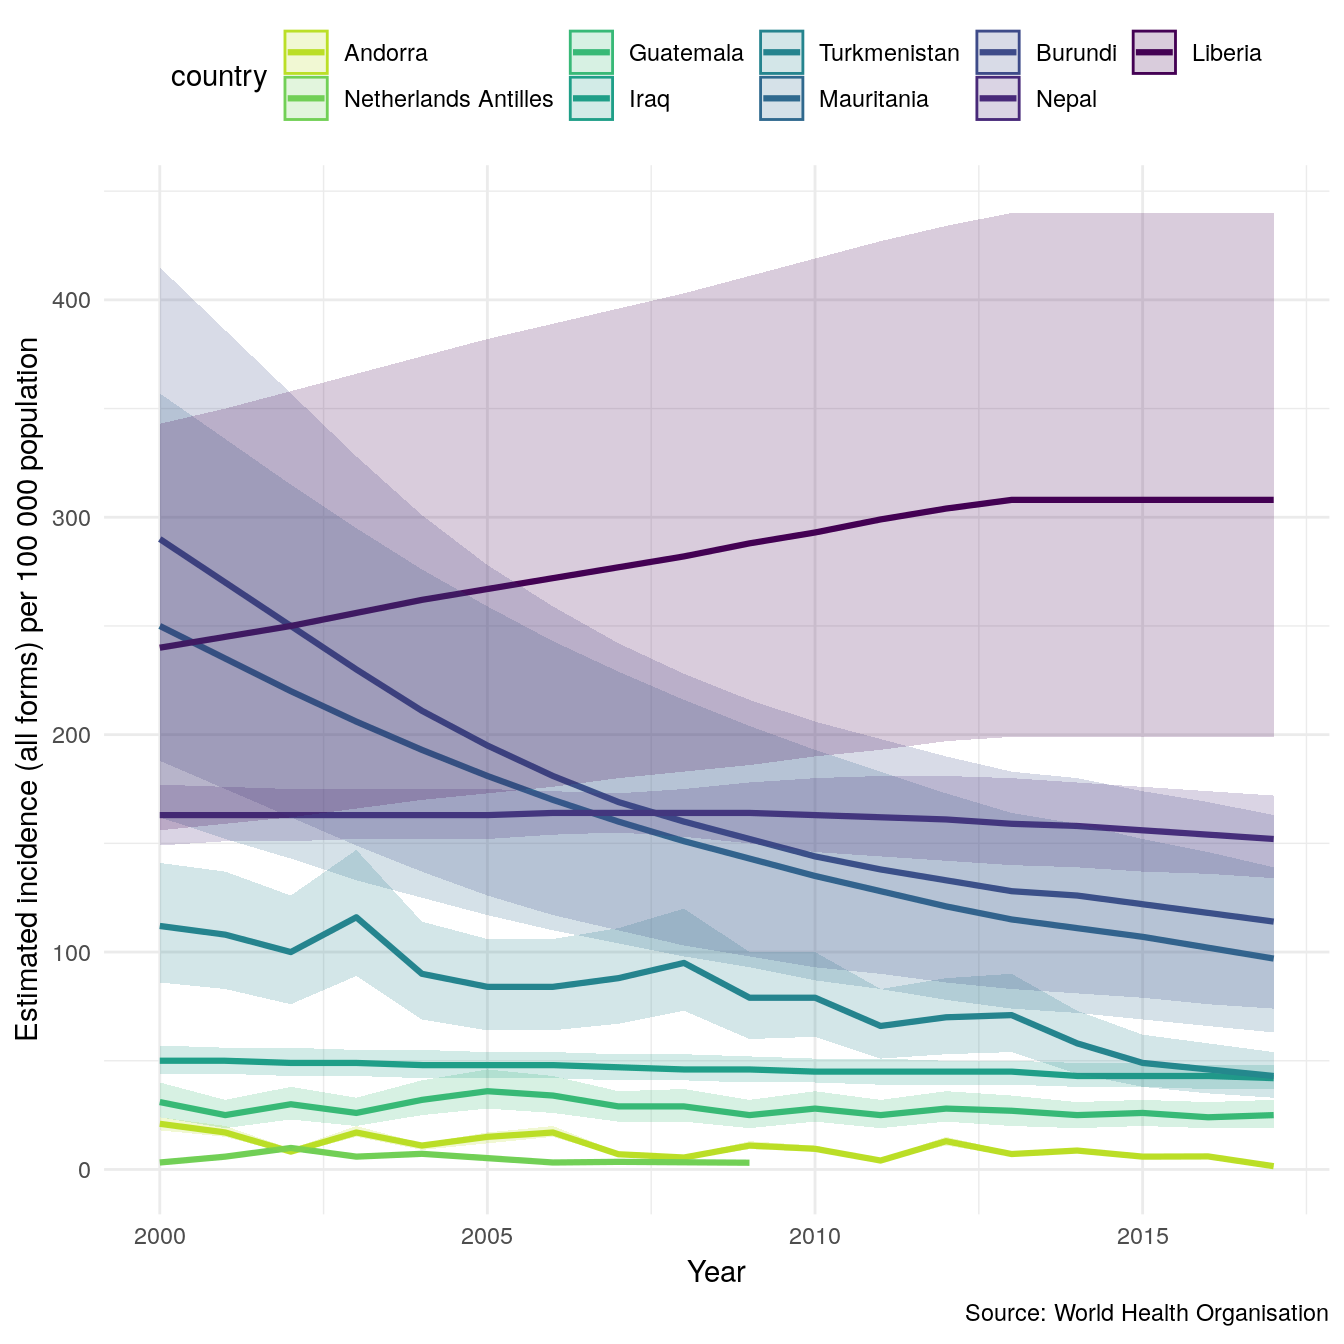 country
Andorra
Guatemala
Turkmenistan
Burundi
Liberia
Netherlands Antilles
Iraq
Mauritania
Nepal
Estimated incidence (all forms) per 100 000 population
400
300
200
100
0
2000
2005
2010
2015
Year
Source: World Health Organisation